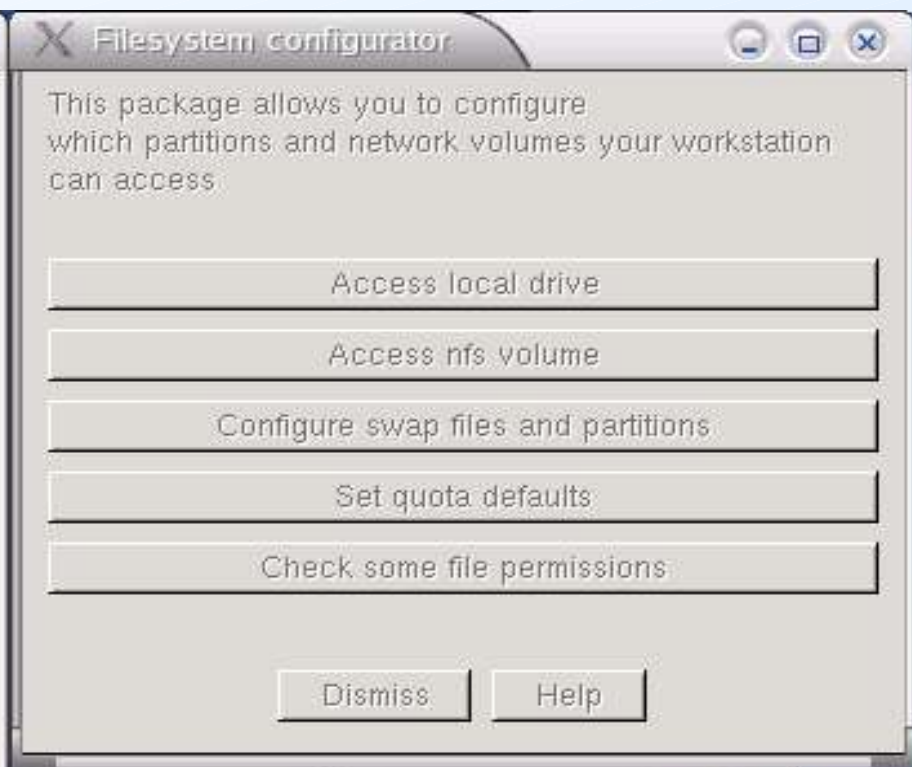 Filesystem configurator
This package allows you to configure
which partitions and network volumes your workstation
can access
Access local drive
Access nfs volume
Configure swap files and partitions
Set quota defaults
Check some file permissions
Dismiss
Help